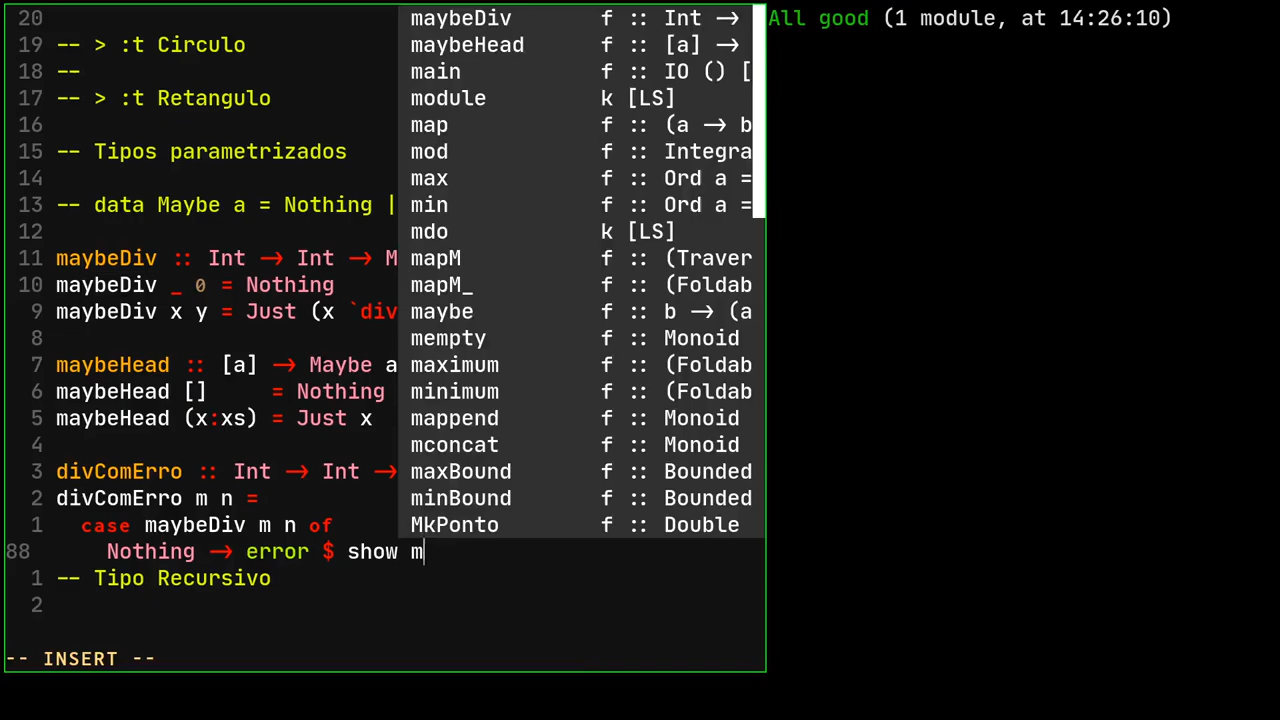 20
19 -- > :t Circulo
18 --
17 -- > :t Retangulo
16
15 -- Tipos parametrizados
14
13 -- data Maybe a = Nothing |
12
11 maybeDiv :: Int -> Int -> M
10 maybeDiv _ 0 = Nothing
9 maybeDiv x y = Just (x `div
8
7 maybeHead :: [a] -> Maybe a
6 maybeHead [] = Nothing
5 maybeHead (x:xs) = Just x
4
3 divComErro :: Int -> Int ->
2 divComErro m n =
1 case maybeDiv m n of
88 Nothing -> error $ show m
1 -- Tipo Recursivo
2
-- INSERT --
maybeDiv f :: Int ->
maybeHead f :: [a] ->
main f :: IO () [
module k [LS]
map f :: (a -> b
mod f :: Integra
max f :: Ord a =
min f :: Ord a =
mdo k [LS]
mapM f :: (Traver
mapM_ f :: (Foldab
maybe f :: b -> (a
mempty f :: Monoid
maximum f :: (Foldab
minimum f :: (Foldab
mappend f :: Monoid
mconcat f :: Monoid
maxBound f :: Bounded
minBound f :: Bounded
MkPonto f :: Double
All good (1 module, at 14:26:10)